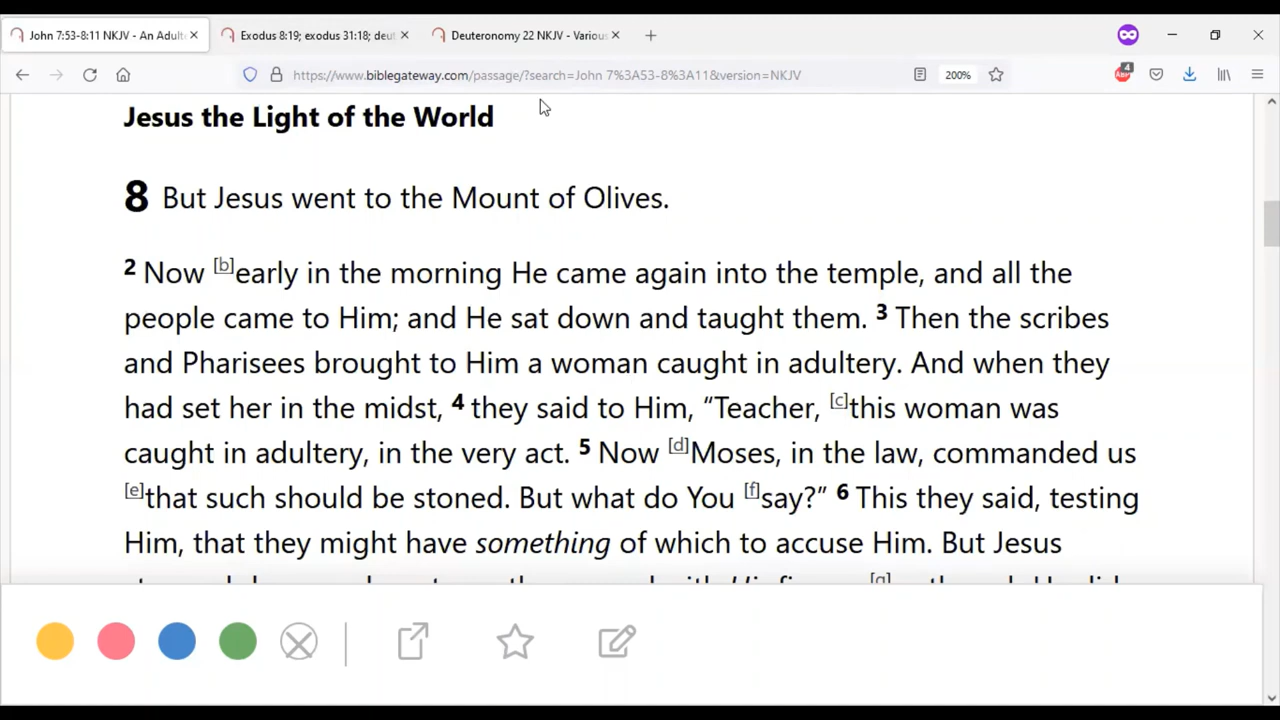 John 7:53-8:11 NKJV - An Adult
Exodus 8:19; exodus 31:18; deut
Deuteronomy 22 NKJV - Various
https://www.biblegateway.com/passage/?search=John 7%3A53-8%3A11&version=NKJV
200%
ABP
4
Jesus the Light of the World
8 But Jesus went to the Mount of Olives.
2 Now [b]early in the morning He came again into the temple, and all the
people came to Him; and He sat down and taught them. 3 Then the scribes
and Pharisees brought to Him a woman caught in adultery. And when they
had set her in the midst, 4 they said to Him, “Teacher, [c]this woman was
caught in adultery, in the very act. 5 Now [d]Moses, in the law, commanded us
[e]that such should be stoned. But what do You [f]say?” 6 This they said, testing
Him, that they might have something of which to accuse Him. But Jesus